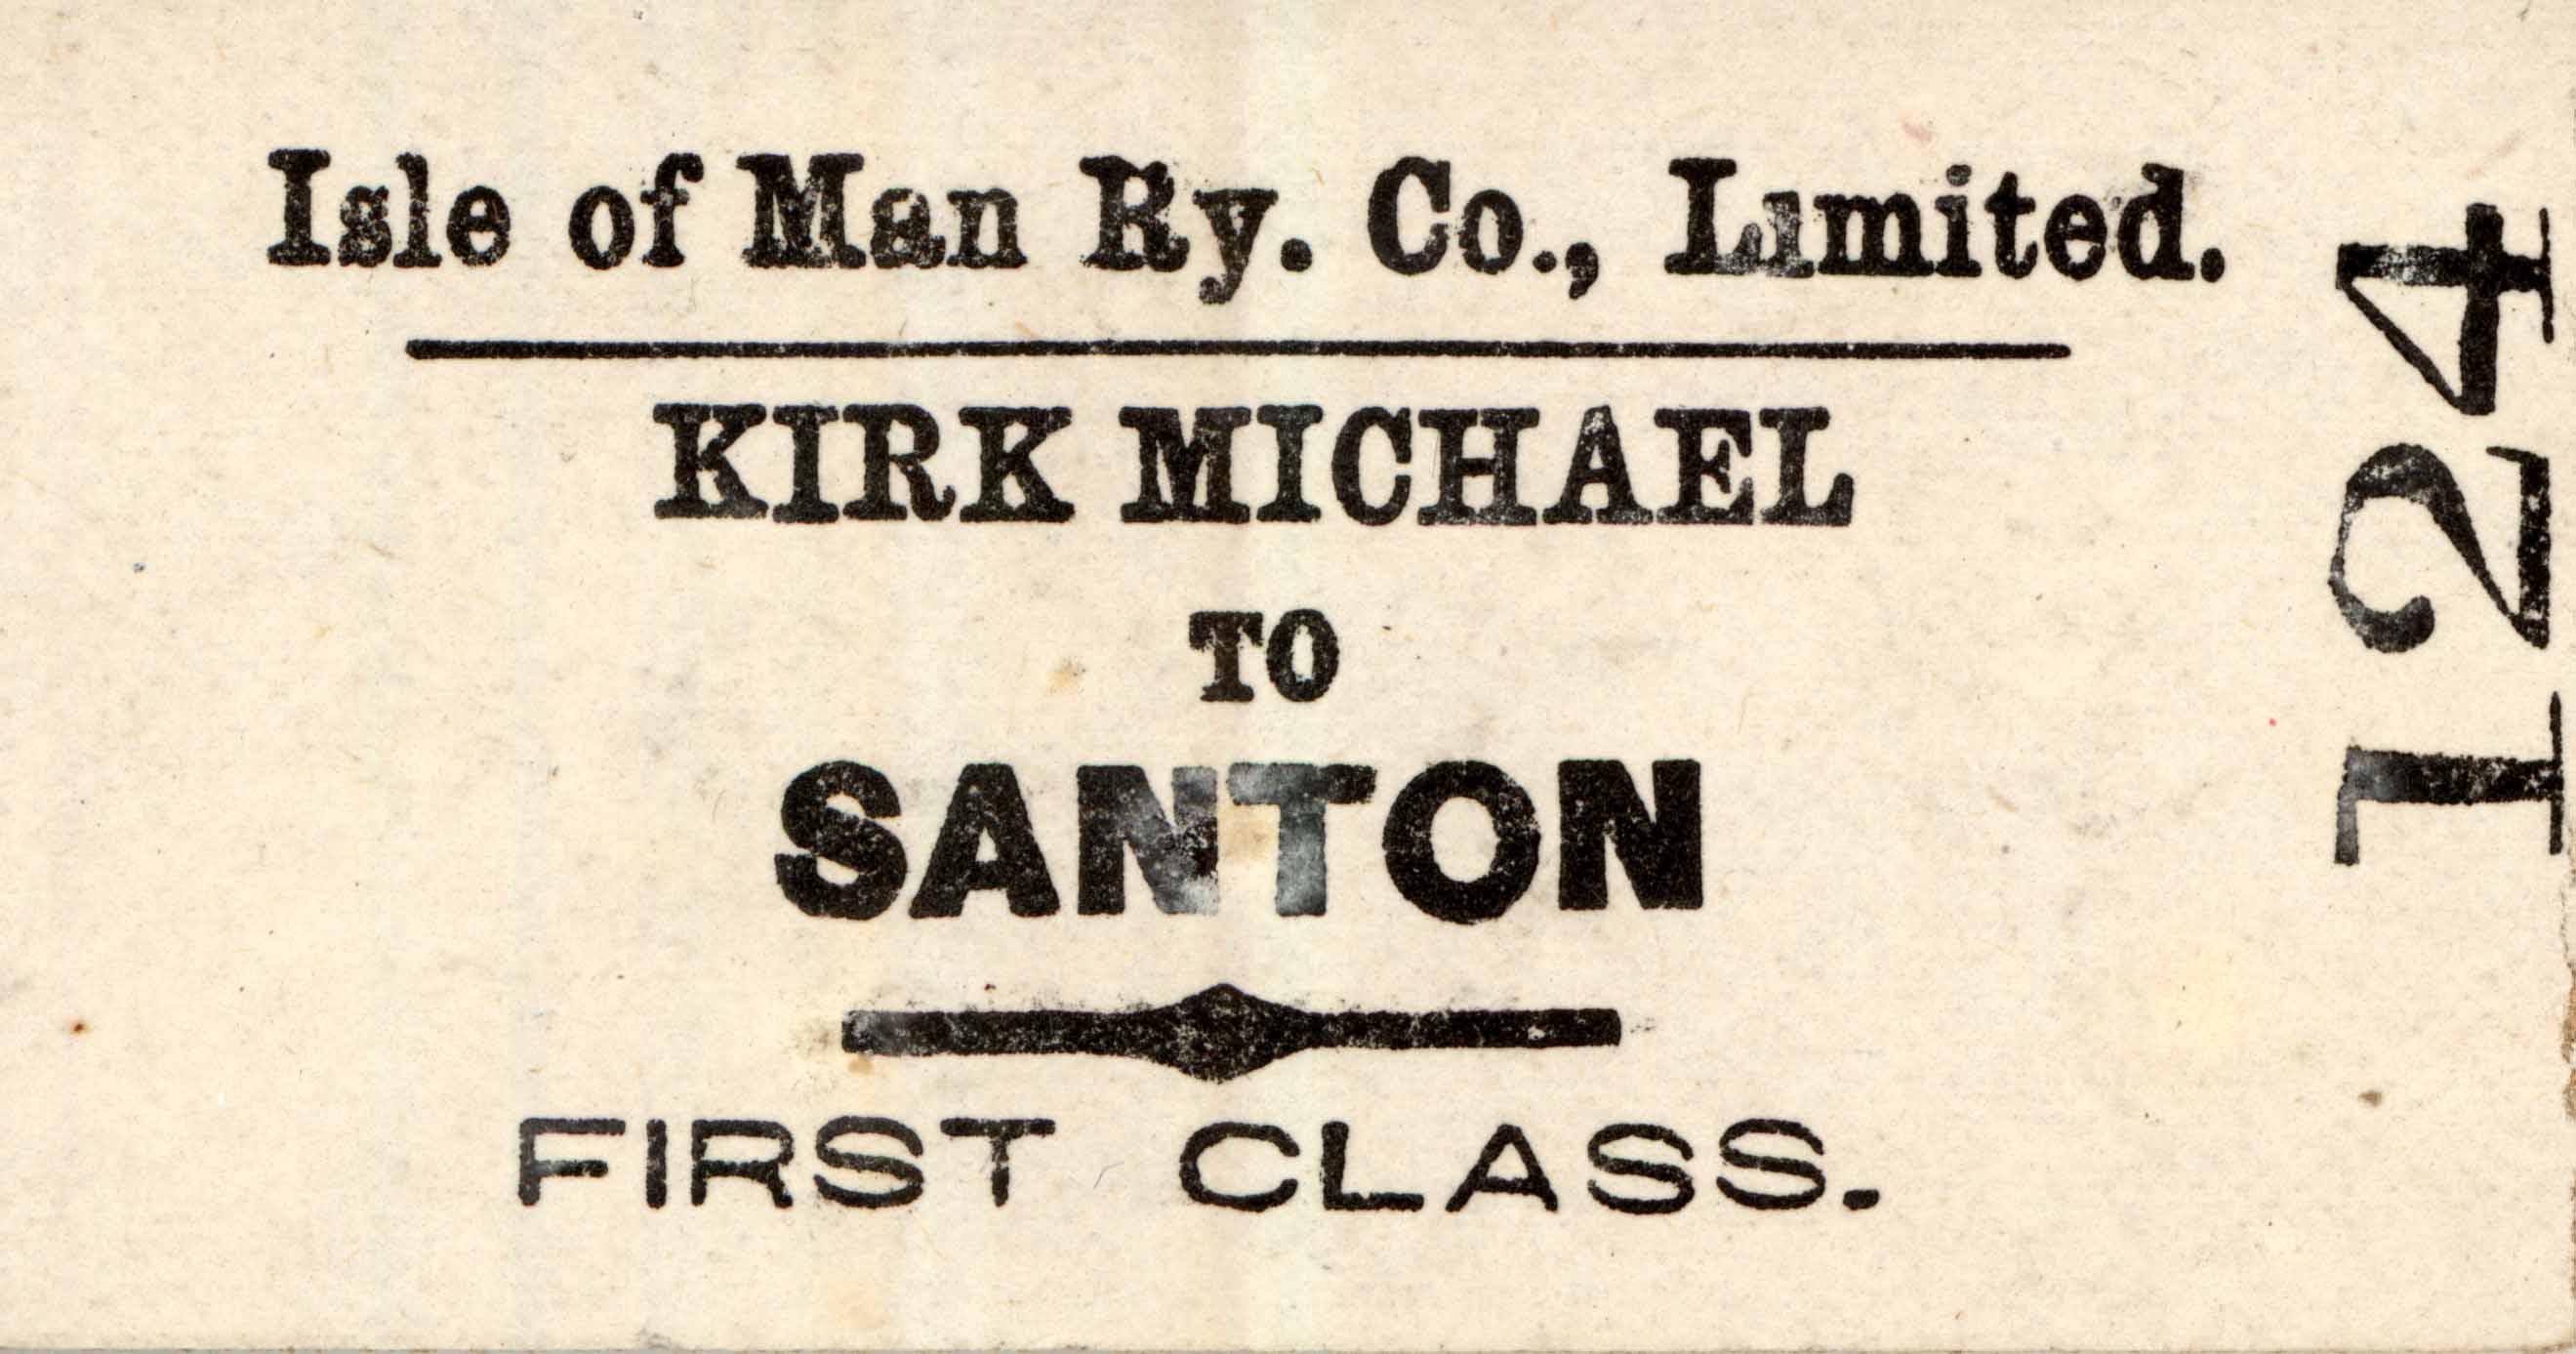 Isle of Man Ry. Co., Limited.
KIRK MICHAEL
TO
SANTON
FIRST CLASS.
124